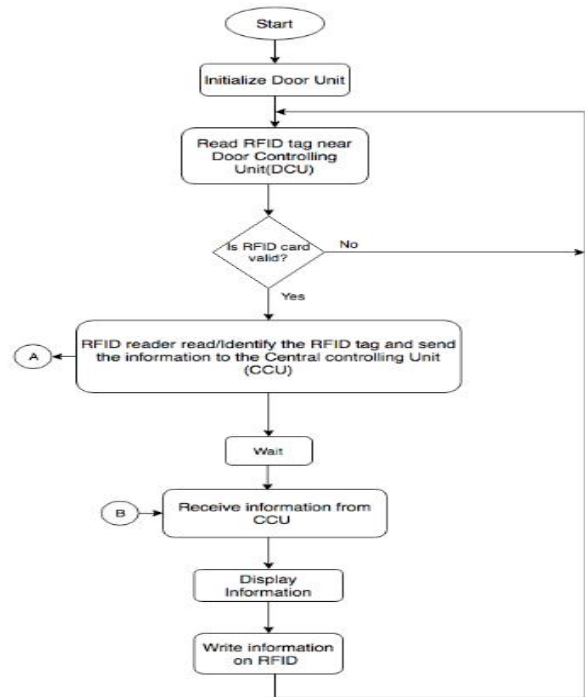 Start
Initialize Door Unit
Read RFID tag near
Door Controlling
Unit(DCU)
Is RFID card
valid?
No
Yes
RFID reader read/Identify the RFID tag and send
the information to the Central controlling Unit
(CCU)
A
Wait
B
Receive information from
CCU
Display
Information
Write information
on RFID